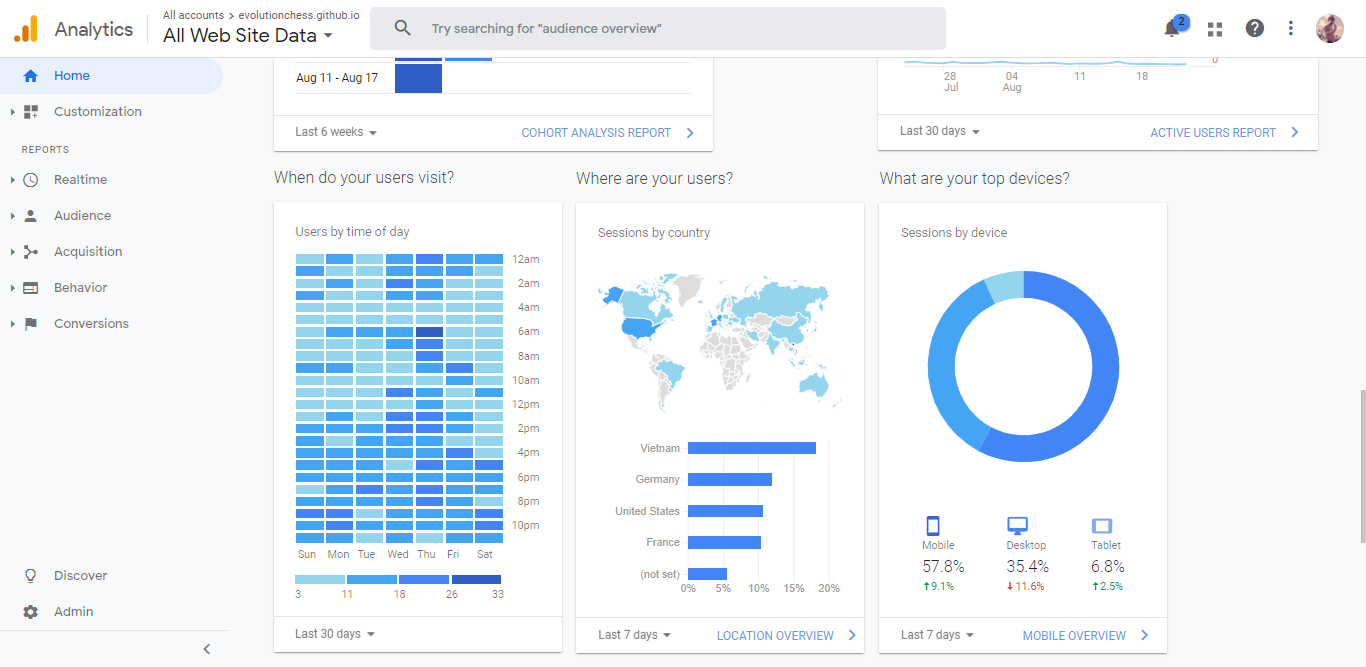 Analytics
All accounts > evolutionchess.github.io
All Web Site Data
Try searching for "audience overview"
2
Home
Customization
REPORTS
Realtime
Audience
Acquisition
Behavior
Conversions
Discover
Admin
Aug 11 - Aug 17
Last 6 weeks
COHORT ANALYSIS REPORT
0
28 04 11 18
Jul Aug
Last 30 days
ACTIVE USERS REPORT
When do your users visit?
Users by time of day
12am
2am
4am
6am
8am
10am
12pm
2pm
4pm
6pm
8pm
10pm
Sun Mon Tue Wed Thu Fri Sat
3 11 18 26 33
Last 30 days
Where are your users?
Sessions by country
Vietnam
Germany
United States
France
(not set)
0% 5% 10% 15% 20%
Last 7 days
LOCATION OVERVIEW
What are your top devices?
Sessions by device
Mobile Desktop Tablet
57.8% 35.4% 6.8%
↑9.1% ↓11.6% ↑2.5%
Last 7 days
MOBILE OVERVIEW